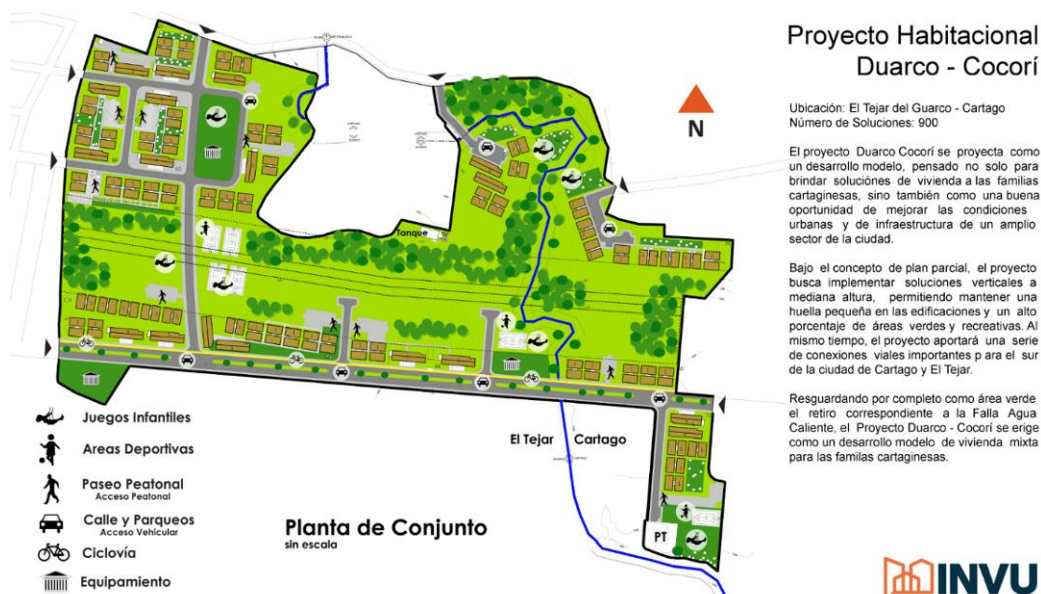 Proyecto Habitacional
Duarco - Cocorí
Ubicación: El Tejar del Guarco - Cartago
Número de Soluciones: 900
El proyecto Duarco Cocorí se proyecta como
un desarrollo modelo, pensado no solo para
brindar soluciónes de vivienda a las familias
cartaginesas, sino también como una buena
oportunidad de mejorar las condiciones
urbanas y de infraestructura de un amplio
sector de la ciudad.
Bajo el concepto de plan parcial, el proyecto
busca implementar soluciones verticales a
mediana altura, permitiendo mantener una
huella pequeña en las edificaciones y un alto
porcentaje de áreas verdes y recreativas. Al
mismo tiempo, el proyecto aportará una serie
de conexiones viales importantes p ara el sur
de la ciudad de Cartago y El Tejar.
Resguardando por completo como área verde
el retiro correspondiente a la Falla Agua
Caliente, el Proyecto Duarco - Cocorí se erige
como un desarrollo modelo de vivienda mixta
para las familas cartaginesas.
N
Tanque
El Tejar
Cartago
PT
Juegos Infantiles
Areas Deportivas
Paseo Peatonal
Acceso Peatonal
Calle y Parqueos
Acceso Vehicular
Ciclovía
Equipamiento
Planta de Conjunto
sin escala
INVU